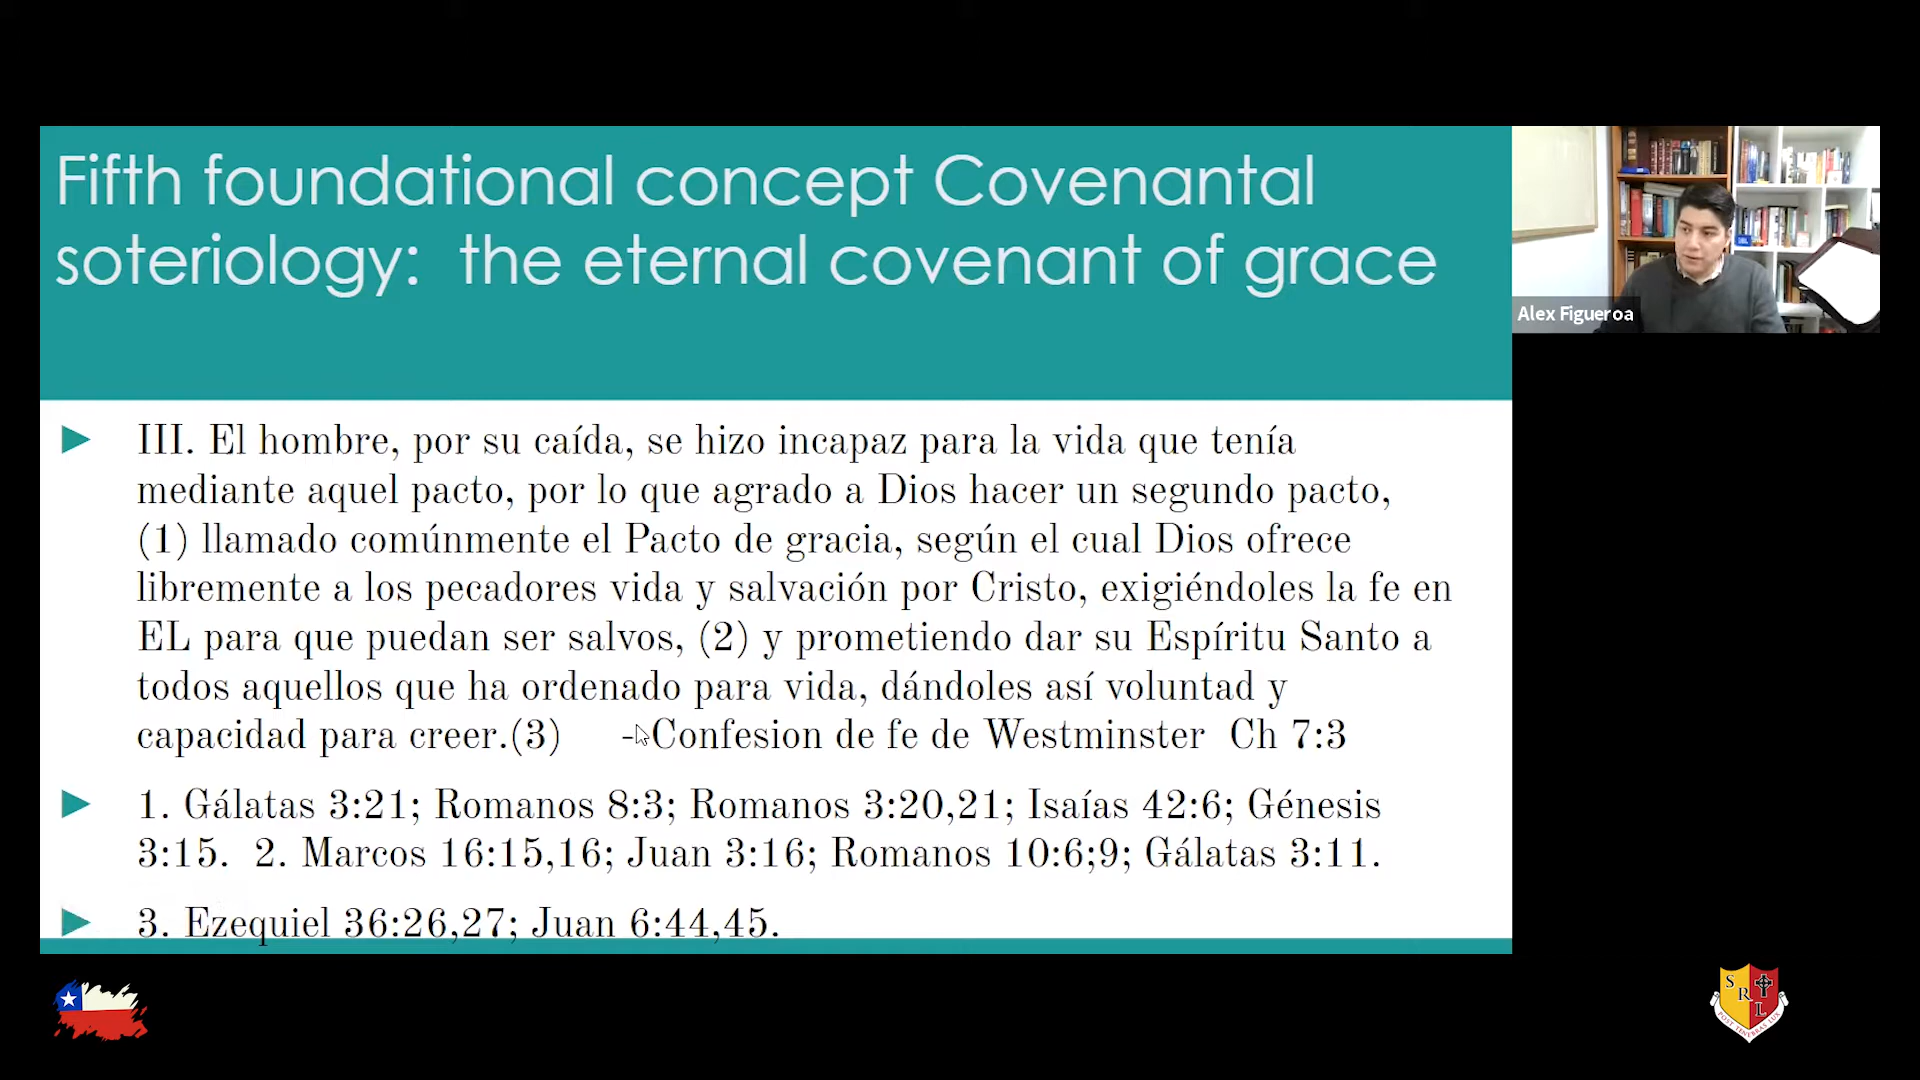 Fifth foundational concept Covenantal
soteriology:  the eternal covenant of grace
III. El hombre, por su caída, se hizo incapaz para la vida que tenía
mediante aquel pacto, por lo que agrado a Dios hacer un segundo pacto,
(1) llamado comúnmente el Pacto de gracia, según el cual Dios ofrece
libremente a los pecadores vida y salvación por Cristo, exigiéndoles la fe en
EL para que puedan ser salvos, (2) y prometiendo dar su Espíritu Santo a
todos aquellos que ha ordenado para vida, dándoles así voluntad y
capacidad para creer.(3)     -Confesion de fe de Westminster  Ch 7:3
1. Gálatas 3:21; Romanos 8:3; Romanos 3:20,21; Isaías 42:6; Génesis
3:15.  2. Marcos 16:15,16; Juan 3:16; Romanos 10:6;9; Gálatas 3:11.
3. Ezequiel 36:26,27; Juan 6:44,45.
Alex Figueroa
S
R
L
POST TENEBRAS LUX